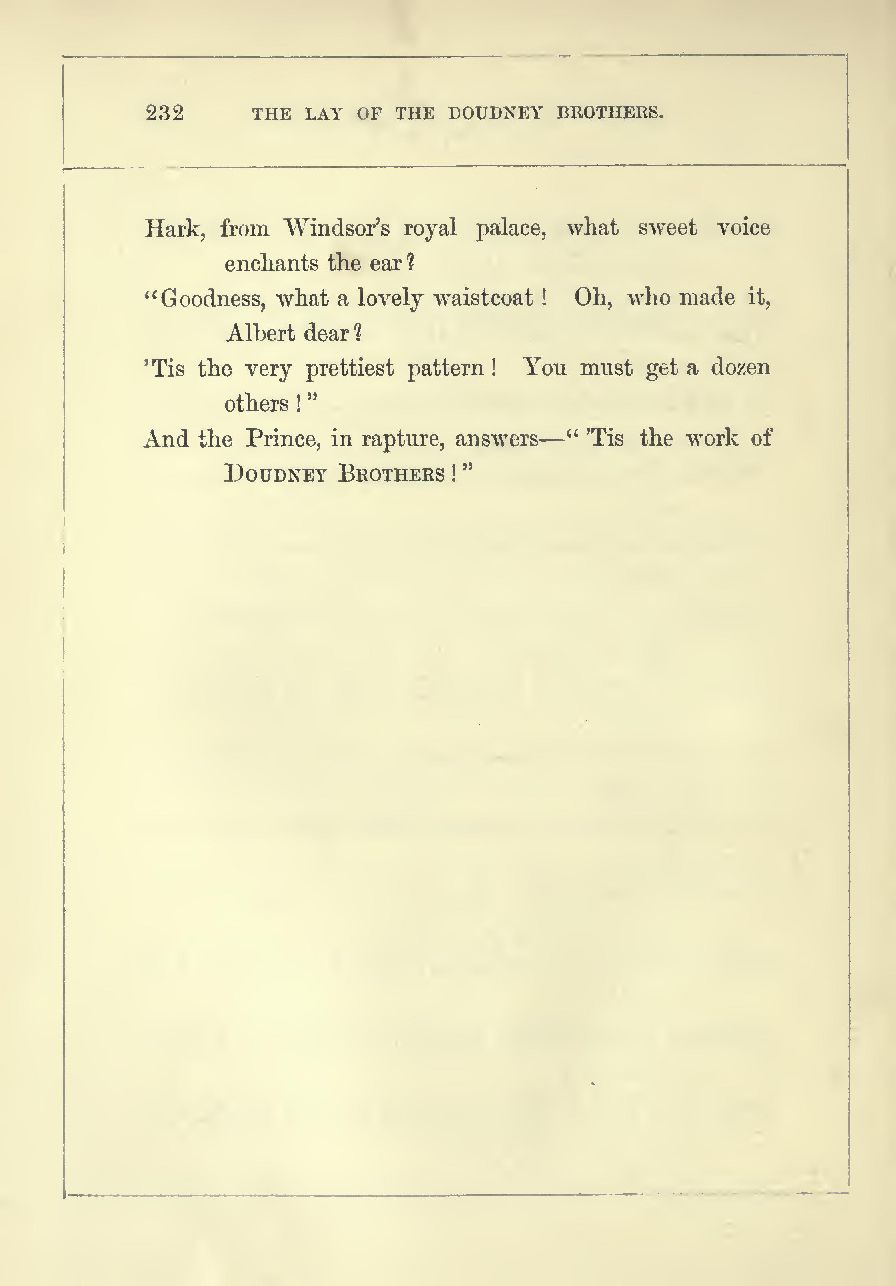 232 THE LAY OF THE DOUDNEY BROTHERS.
Hark, from Windsor’s royal palace, what sweet voice
enchants the ear?
“Goodness, what a lovely waistcoat! Oh, who made it,
Albert dear?
’Tis the very prettiest pattern! You must get a dozen
others!”
And the Prince, in rapture, answers—“ ’Tis the work of
DOUDNEY BROTHERS!”